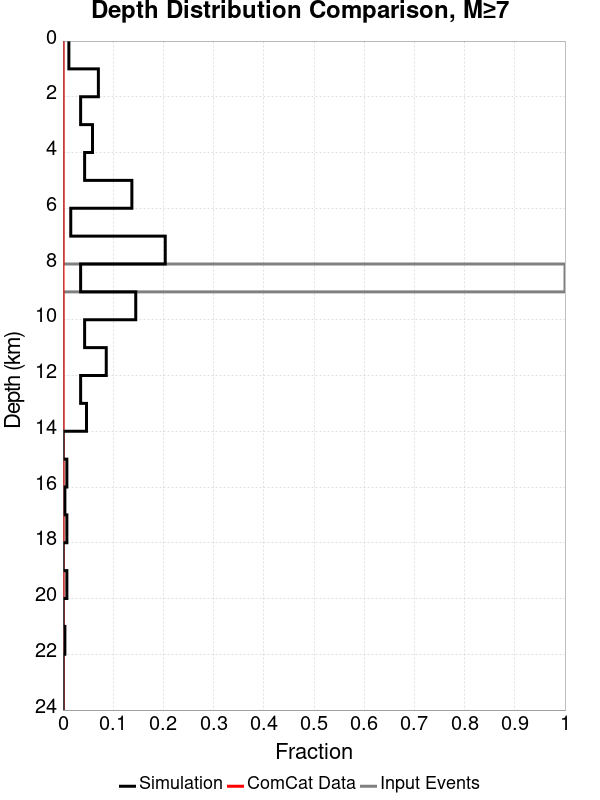 Depth Distribution Comparison, M≥7
0
2
4
6
8
10
12
14
16
18
20
22
24
Depth (km)
0 0.1 0.2 0.3 0.4 0.5 0.6 0.7 0.8 0.9 1
Fraction
Simulation ComCat Data Input Events